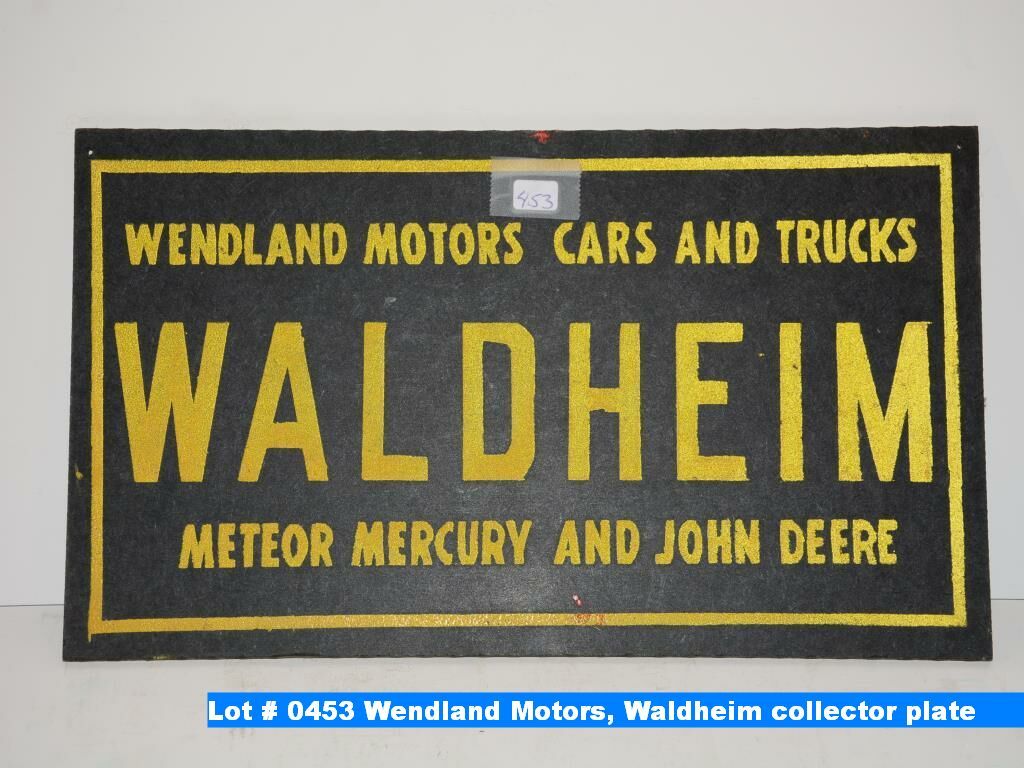 453
WENDLAND MOTORS CARS AND TRUCKS
WALDHEIM
METEOR MERCURY AND JOHN DEERE
Lot # 0453 Wendland Motors, Waldheim collector plate